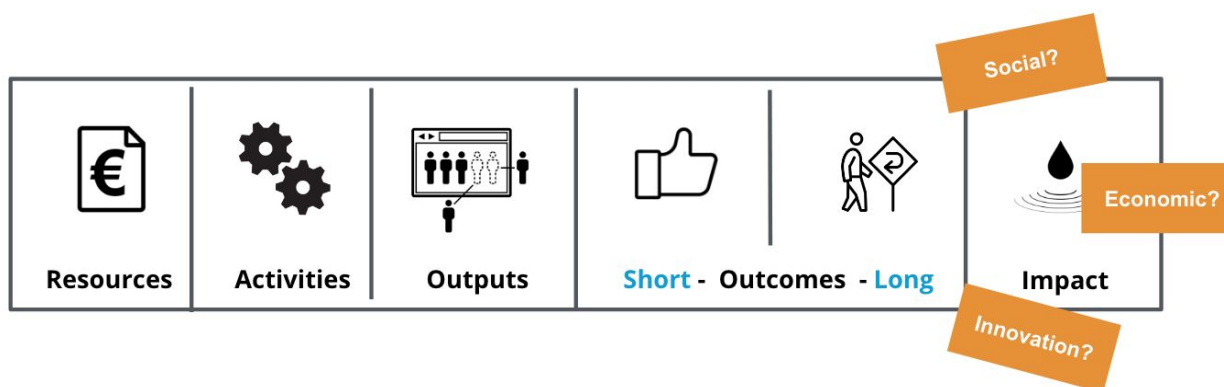 Social?
€
Economic?
Resources
Activities
Outputs
Short - Outcomes - Long
Impact
Innovation?